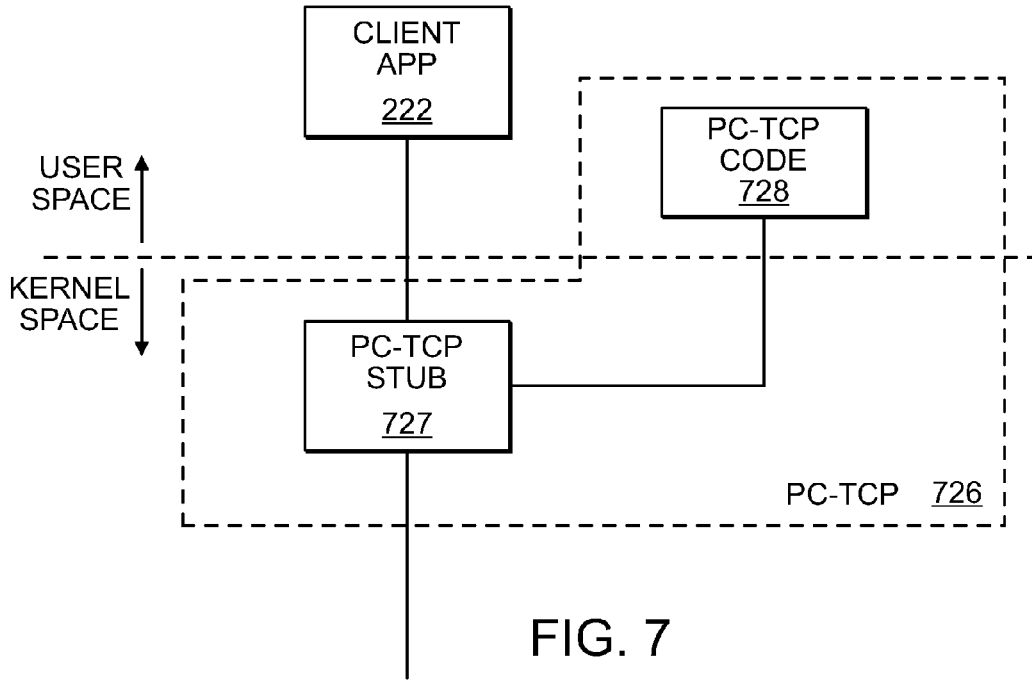 CLIENT
APP
222
PC-TCP
CODE
728
USER
SPACE
KERNEL
SPACE
PC-TCP
STUB
727
PC-TCP 726
FIG. 7